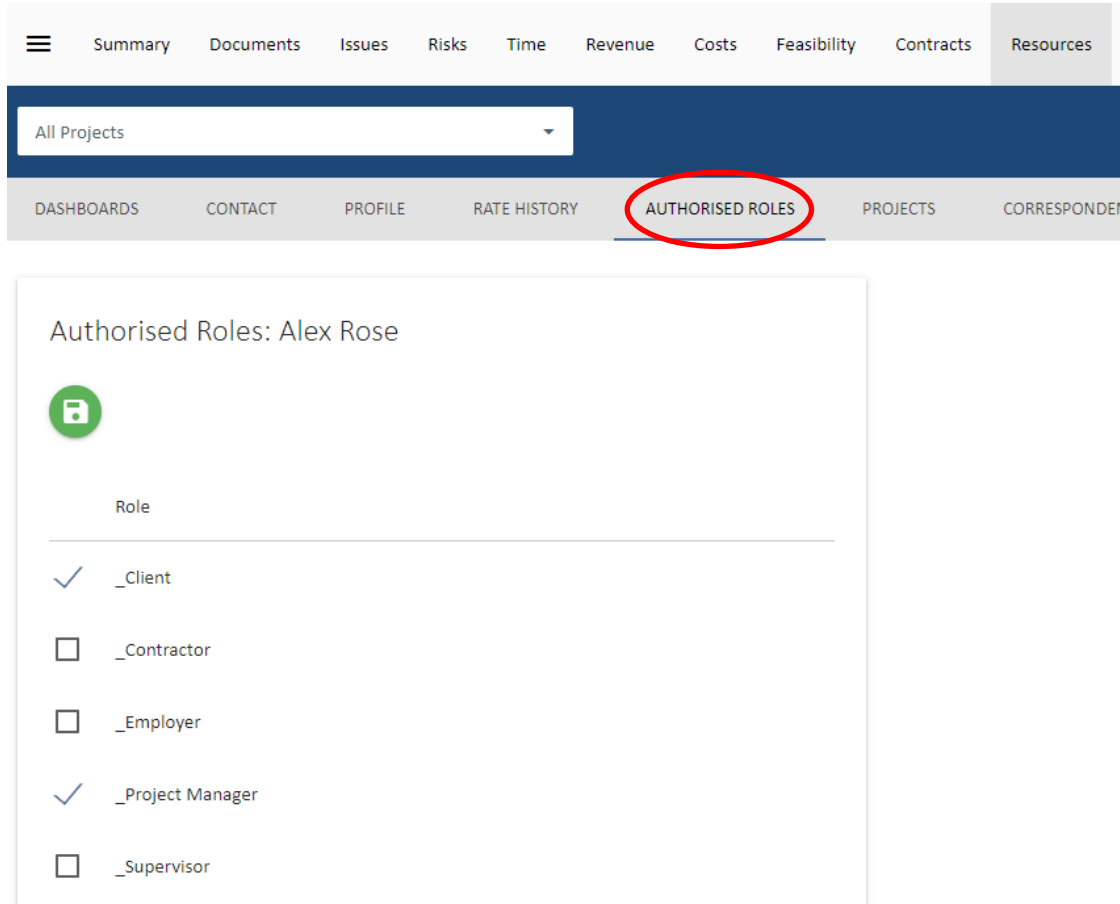 Summary Documents Issues Risks Time Revenue Costs Feasibility Contracts Resources
All Projects
DASHBOARDS CONTACT PROFILE RATE HISTORY AUTHORISED ROLES PROJECTS CORRESPONDEN
Authorised Roles: Alex Rose
Role
_Client
_Contractor
_Employer
_Project Manager
_Supervisor